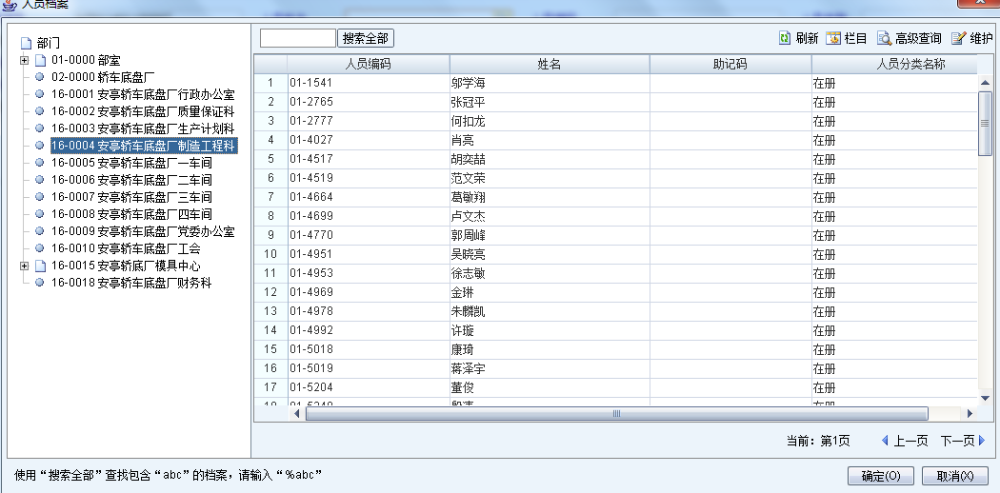 人员档案
部门
01-0000 部室
02-0000 轿车底盘厂
16-0001 安亭轿车底盘厂行政办公室
16-0002 安亭轿车底盘厂质量保证科
16-0003 安亭轿车底盘厂生产计划科
16-0004 安亭轿车底盘厂制造工程科
16-0005 安亭轿车底盘厂一车间
16-0006 安亭轿车底盘厂二车间
16-0007 安亭轿车底盘厂三车间
16-0008 安亭轿车底盘厂四车间
16-0009 安亭轿车底盘厂党委办公室
16-0010 安亭轿车底盘厂工会
16-0015 安亭轿底厂模具中心
16-0018 安亭轿车底盘厂财务科
搜索全部 刷新 栏目 高级查询 维护
人员编码 姓名 助记码 人员分类名称
1 01-1541 邬学海 在册
2 01-2765 张冠平 在册
3 01-2777 何扣龙 在册
4 01-4027 肖亮 在册
5 01-4517 胡奕喆 在册
6 01-4519 范文荣 在册
7 01-4664 葛敏翔 在册
8 01-4699 卢文杰 在册
9 01-4770 郭周峰 在册
10 01-4951 吴晓亮 在册
11 01-4953 徐志敏 在册
12 01-4969 金琳 在册
13 01-4978 朱麟凯 在册
14 01-4992 许璇 在册
15 01-5018 康琦 在册
16 01-5019 蒋泽宇 在册
17 01-5204 董俊 在册
当前：第1页 上一页 下一页
使用“搜索全部”查找包含“abc”的档案，请输入“%abc” 确定(O) 取消(X)